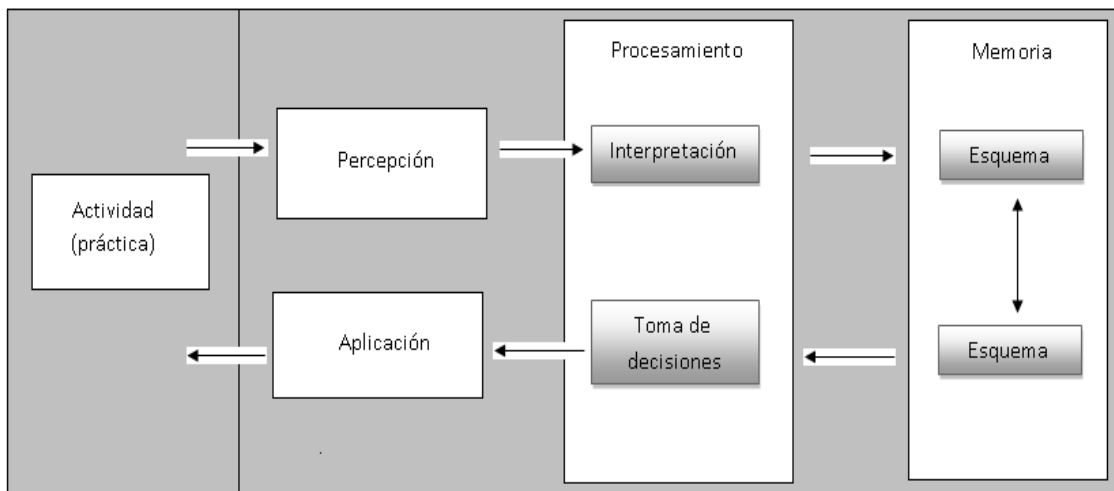 Procesamiento
Memoria
Percepción
Interpretación
Esquema
Actividad
(práctica)
Aplicación
Toma de
decisiones
Esquema